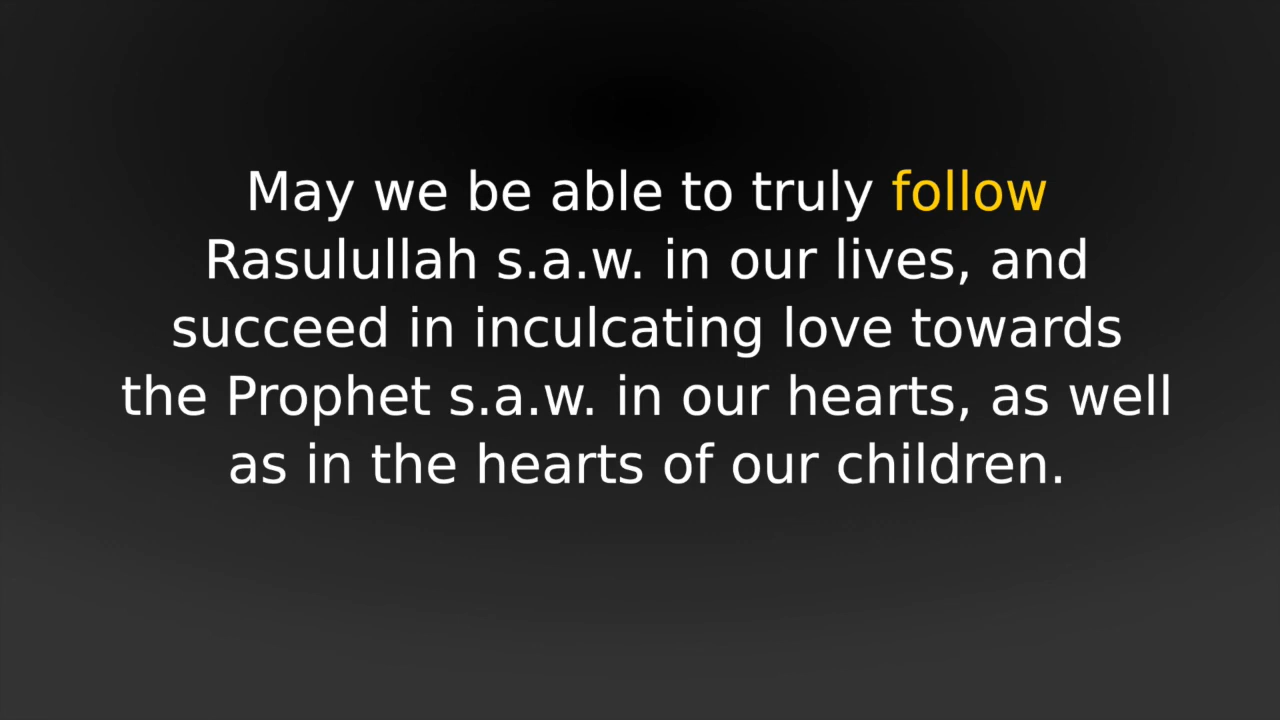 May we be able to truly follow
Rasulullah s.a.w. in our lives, and
succeed in inculcating love towards
the Prophet s.a.w. in our hearts, as well
as in the hearts of our children.